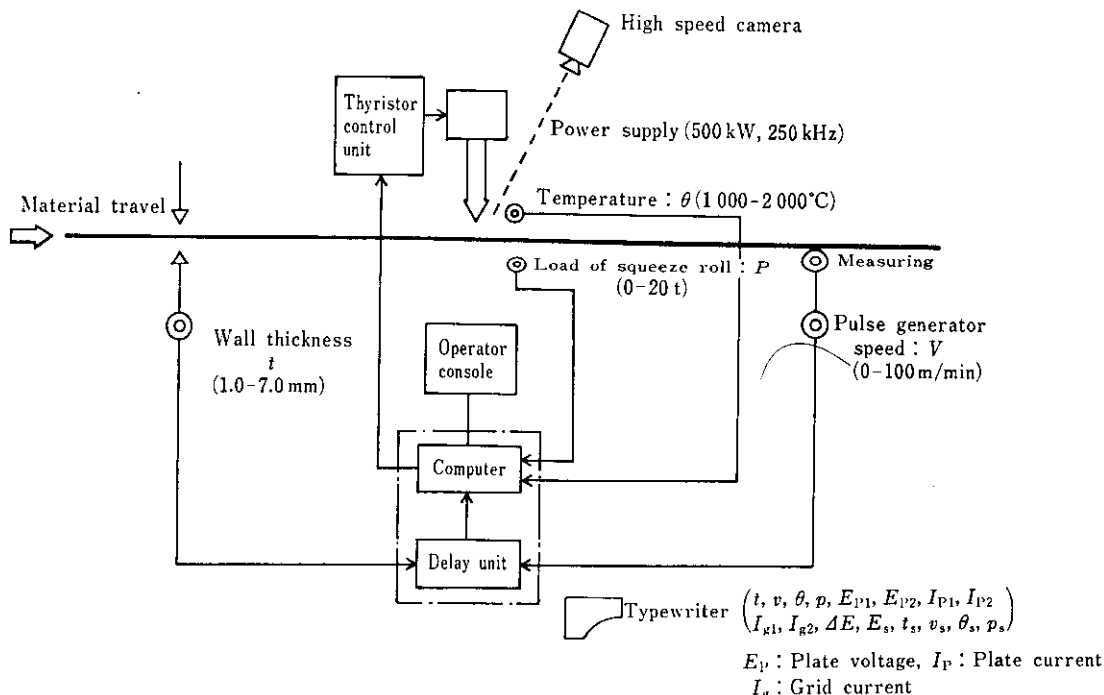 High speed camera
Thyristor
control
unit
Power supply (500 kW, 250 kHz)
Material travel
Temperature : θ (1 000-2 000°C)
Load of squeeze roll : P
(0-20 t)
Measuring
Wall thickness
t
(1.0-7.0 mm)
Operator
console
Pulse generator
speed : V
(0-100 m/min)
Computer
Delay unit
Typewriter (t, v, θ, p, E_P1, E_P2, I_P1, I_P2
I_g1, I_g2, ΔE, E_s, t_s, v_s, θ_s, p_s)
E_P : Plate voltage, I_P : Plate current
I_g : Grid current